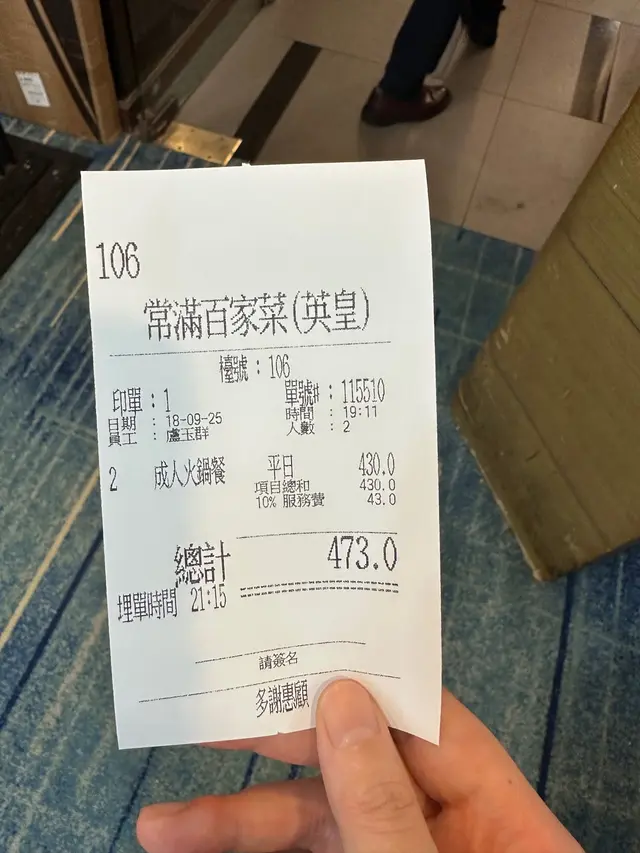 106
常滿百家菜(英皇)
檯號：106
印單：1 單號#：115510
日期：18-09-25 時間：19:11
員工：盧玉群 人數：2
2 成人火鍋餐 平日 430.0
項目總和 430.0
10% 服務費 43.0
總計 473.0
埋單時間 21:15
請簽名
多謝惠顧